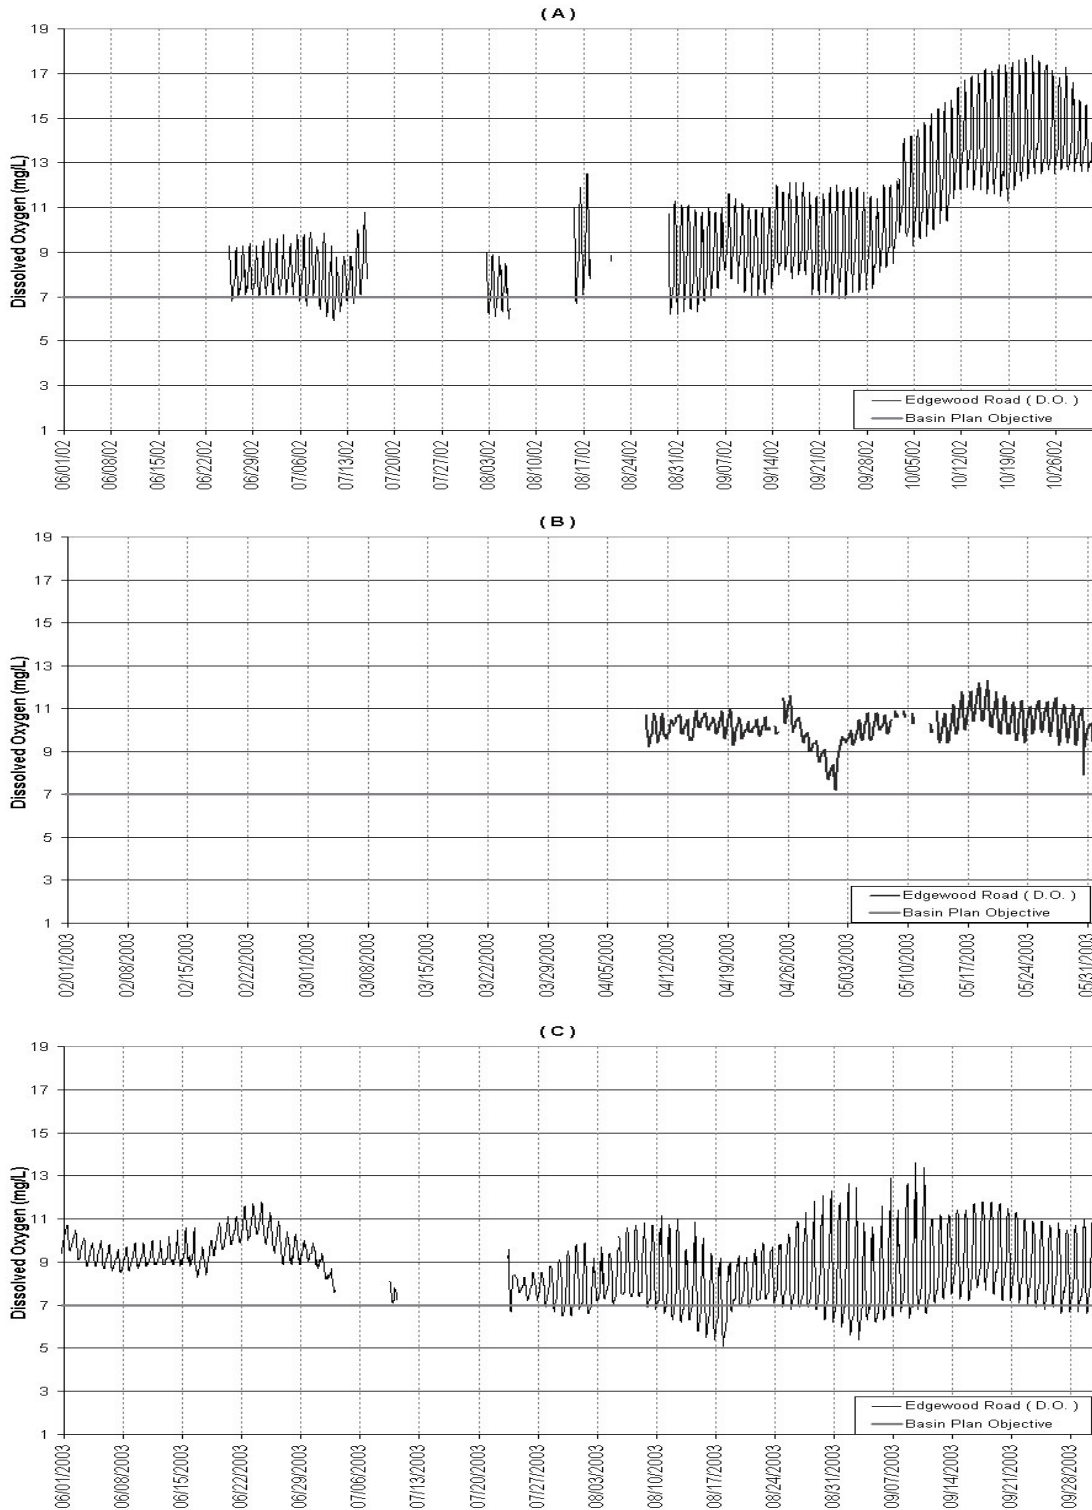 ( A )
Dissolved Oxygen (mg/L)
19
17
15
13
11
9
7
5
3
1
Edgewood Road ( D.O. )
Basin Plan Objective
06/01/02 06/08/02 06/15/02 06/22/02 06/29/02 07/06/02 07/13/02 07/20/02 07/27/02 08/03/02 08/10/02 08/17/02 08/24/02 08/31/02 09/07/02 09/14/02 09/21/02 09/28/02 10/05/02 10/12/02 10/19/02 10/26/02
( B )
Dissolved Oxygen (mg/L)
19
17
15
13
11
9
7
5
3
1
Edgewood Road ( D.O. )
Basin Plan Objective
02/01/2003 02/08/2003 02/15/2003 02/22/2003 03/01/2003 03/08/2003 03/15/2003 03/22/2003 03/29/2003 04/05/2003 04/12/2003 04/19/2003 04/26/2003 05/03/2003 05/10/2003 05/17/2003 05/24/2003 05/31/2003
( C )
Dissolved Oxygen (mg/L)
19
17
15
13
11
9
7
5
3
1
Edgewood Road ( D.O. )
Basin Plan Objective
06/01/2003 06/08/2003 06/15/2003 06/22/2003 06/29/2003 07/06/2003 07/13/2003 07/20/2003 07/27/2003 08/03/2003 08/10/2003 08/17/2003 08/24/2003 08/31/2003 09/07/2003 09/14/2003 09/21/2003 09/28/2003